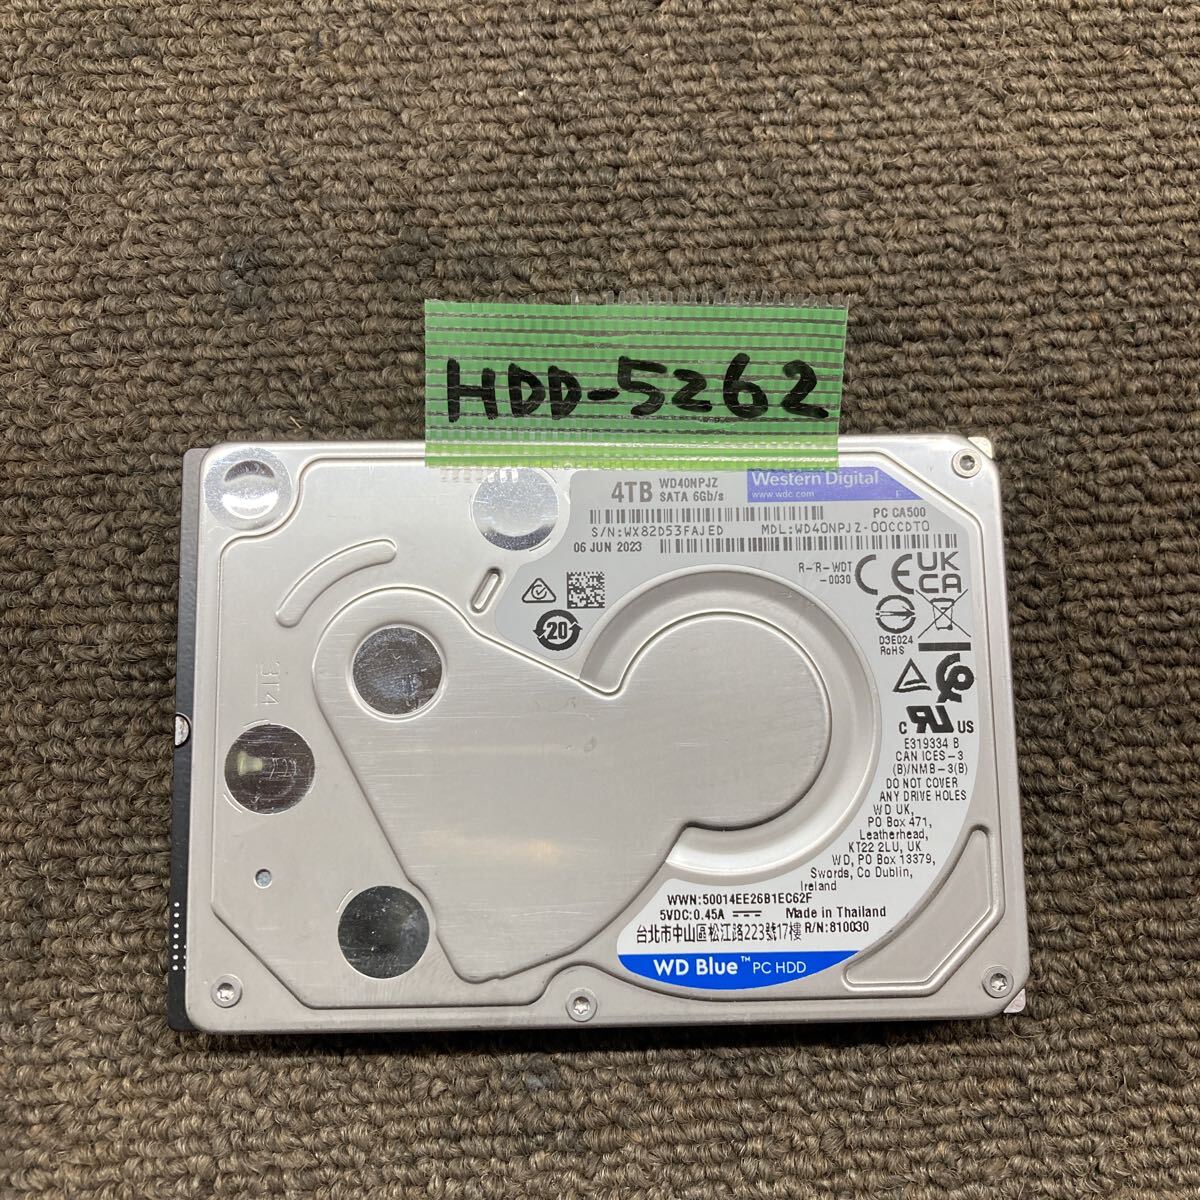 HDD-5262
4TB WD40NPJZ
SATA 6Gb/s
Western Digital
www.wdc.com F
PC CA500
S/N:WX82D53FAJED MDL:WD40NPJZ-00CCDT0
06 JUN 2023
R-R-WDT
-0030
CE UK
CA
20
D3E024
RoHS
314
C US
E319334 B
CAN ICES-3
(B)/NMB-3(B)
DO NOT COVER
ANY DRIVE HOLES
WD UK,
PO Box 471,
Leatherhead,
KT22 2LU, UK
WD, PO Box 13379,
Swords, Co Dublin,
Ireland
WWN:50014EE26B1EC62F
5VDC:0.45A Made in Thailand
台北市中山區松江路223號17樓 R/N:810030
WD Blue™ PC HDD